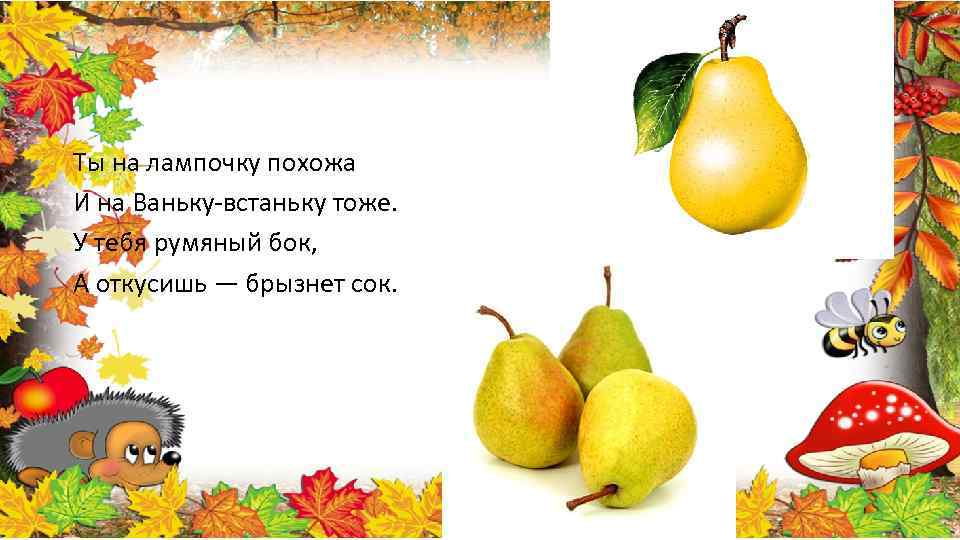 Ты на лампочку похожа
И на Ваньку-встаньку тоже.
У тебя румяный бок,
А откусишь — брызнет сок.